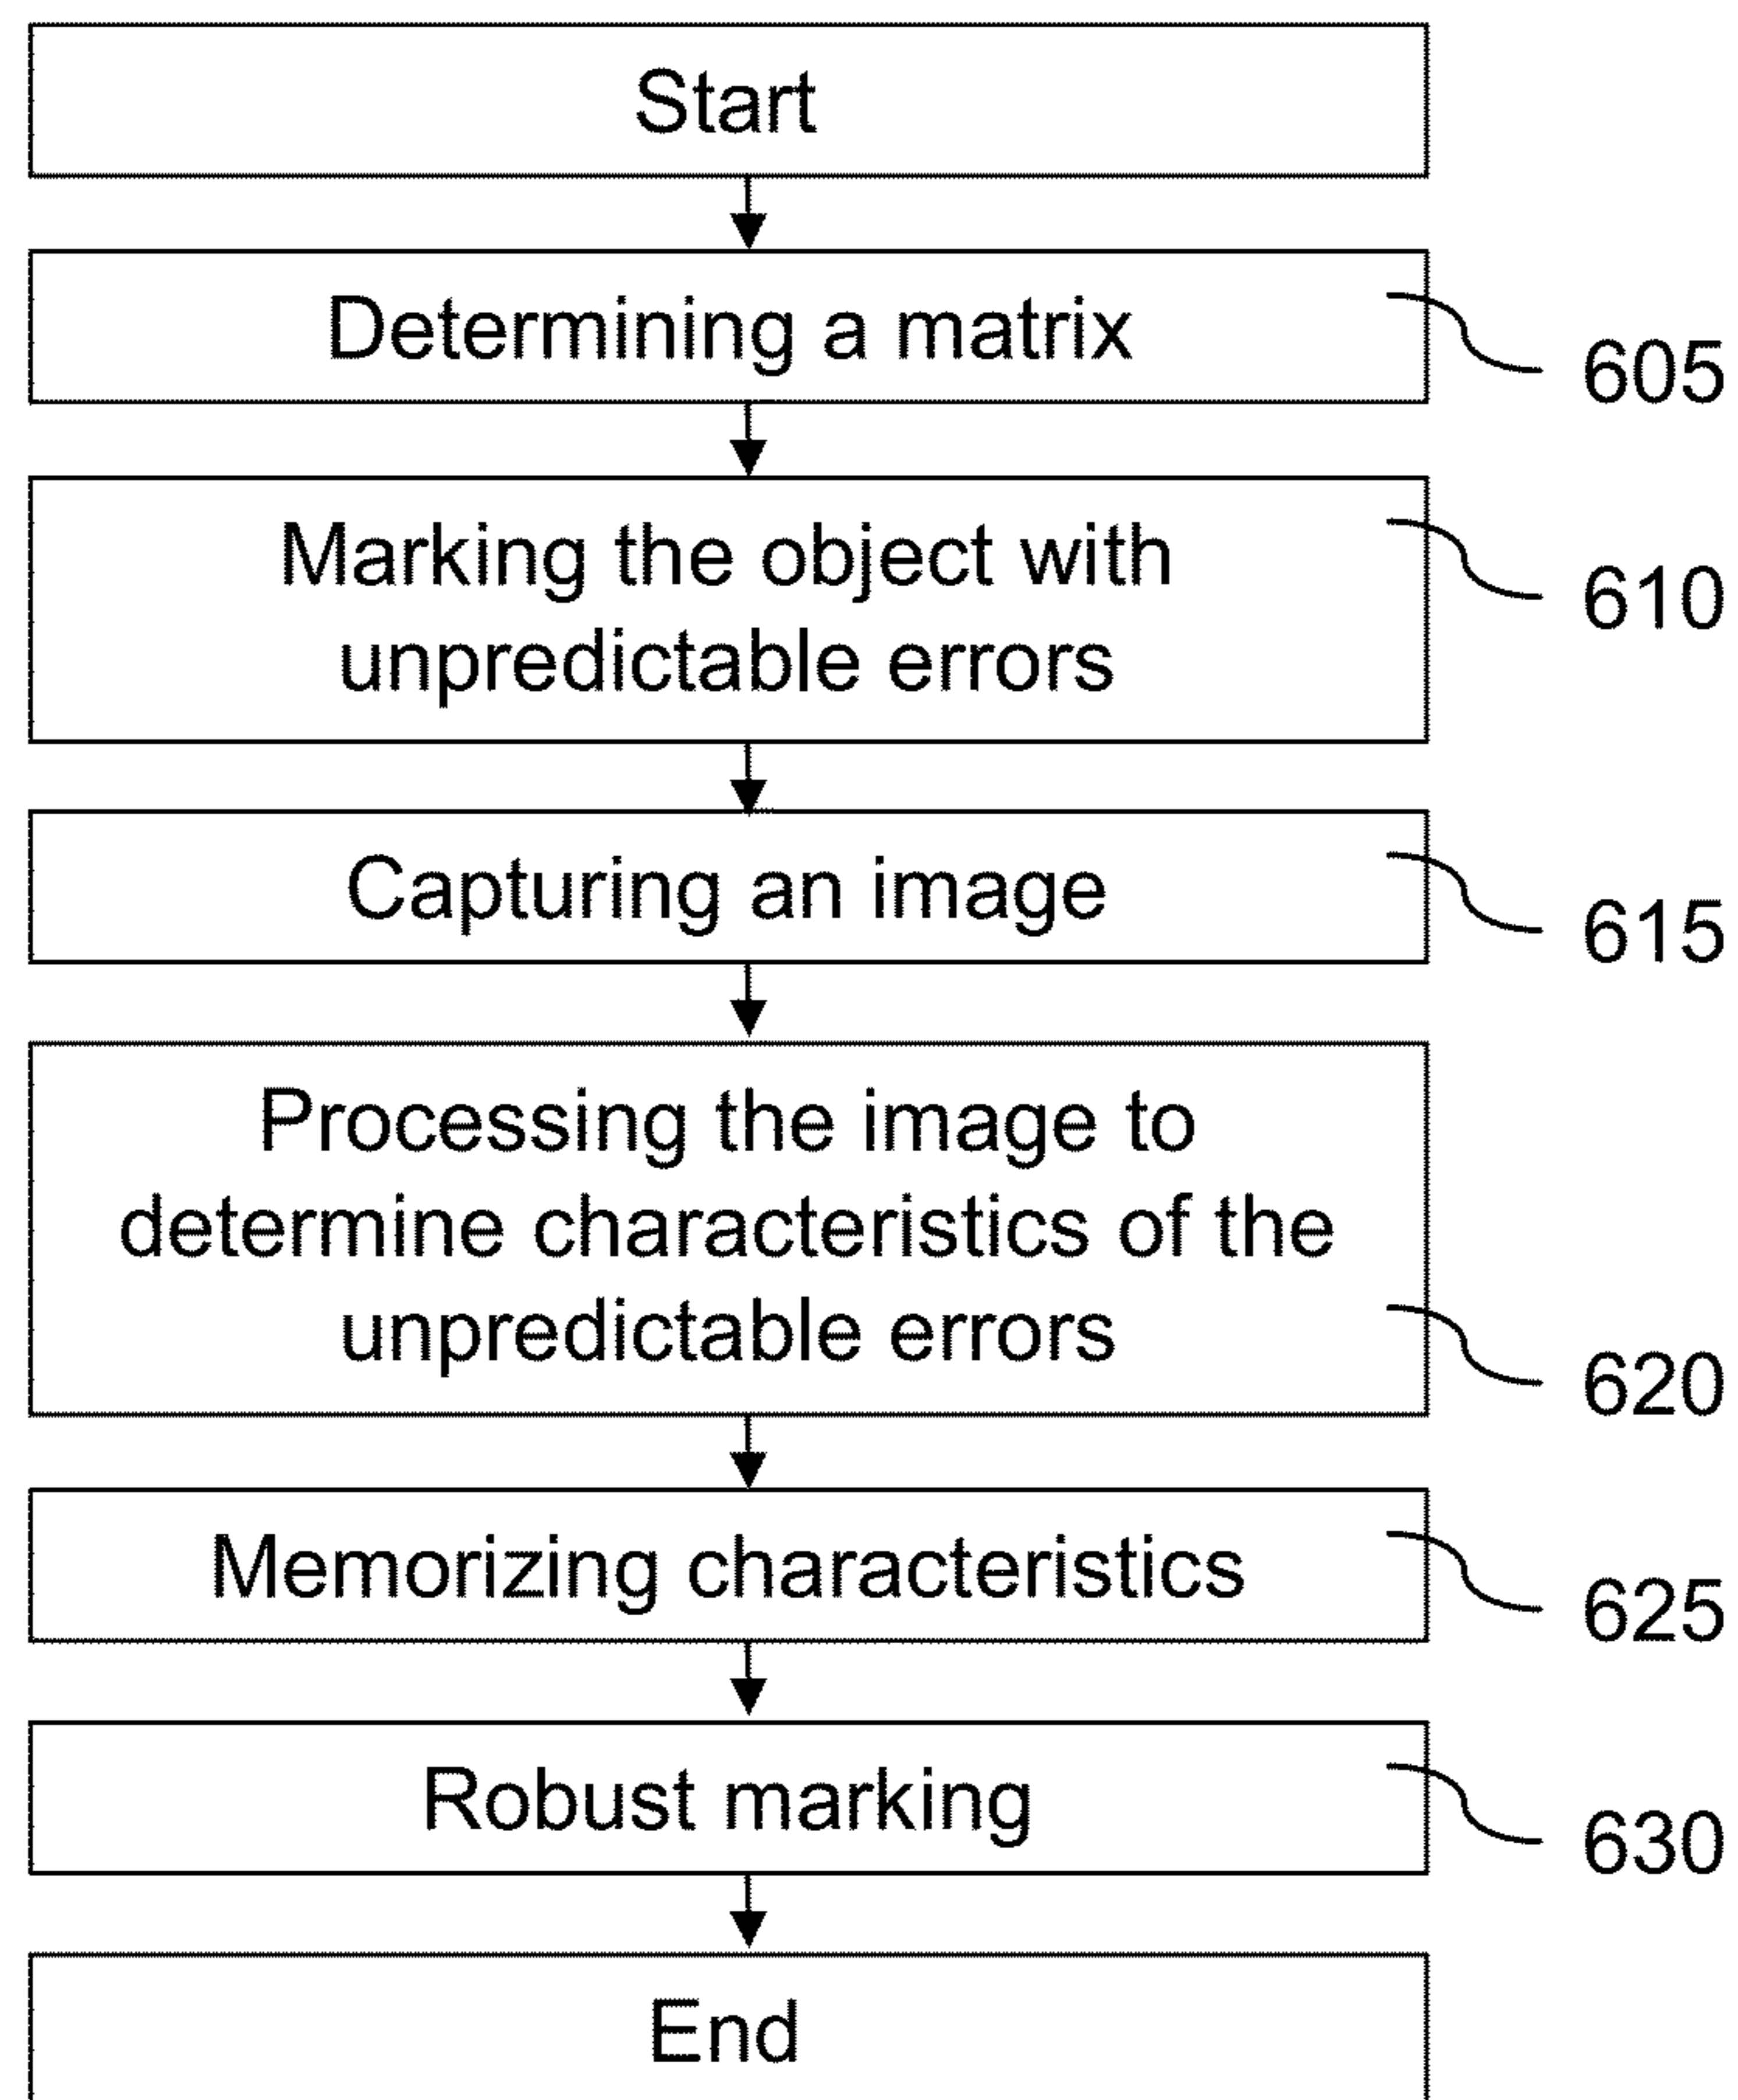 Start
Determining a matrix
605
Marking the object with
unpredictable errors
610
Capturing an image
615
Processing the image to
determine characteristics of the
unpredictable errors
620
Memorizing characteristics
625
Robust marking
630
End